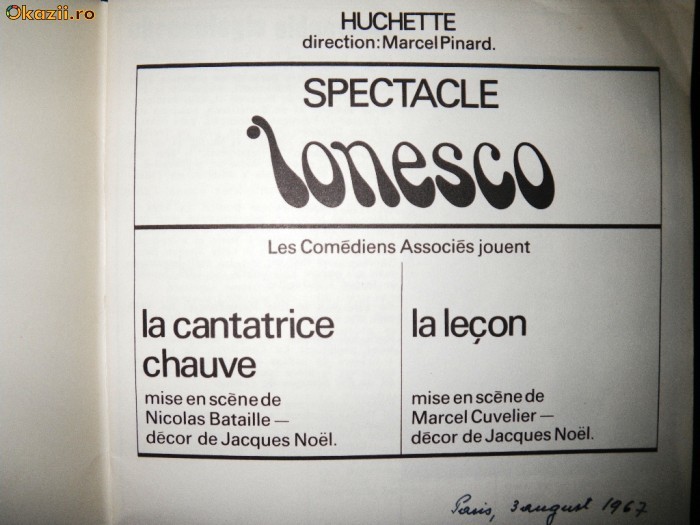 Okazii.ro
HUCHETTE
direction: Marcel Pinard.
SPECTACLE
Ionesco
Les Comédiens Associés jouent
la cantatrice
chauve
mise en scène de
Nicolas Bataille —
décor de Jacques Noël.
la leçon
mise en scène de
Marcel Cuvelier —
décor de Jacques Noël.
Paris, 3 august 1967